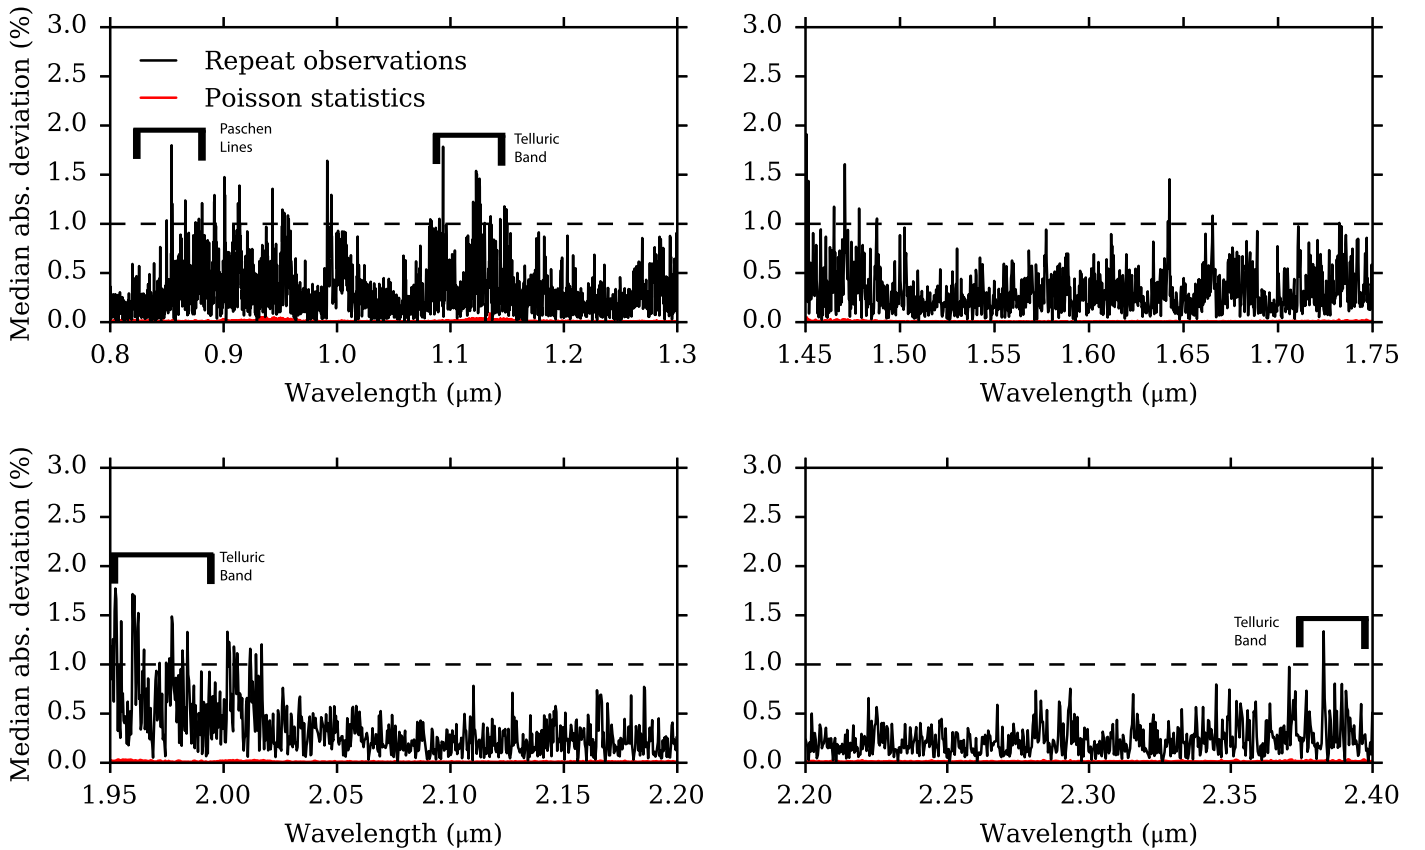 Median abs. deviation (%)
3.0
2.5
2.0
1.5
1.0
0.5
0.0
Repeat observations
Poisson statistics
Paschen
Lines
Telluric
Band
0.8 0.9 1.0 1.1 1.2 1.3
Wavelength (μm)
3.0
2.5
2.0
1.5
1.0
0.5
0.0
1.45 1.50 1.55 1.60 1.65 1.70 1.75
Wavelength (μm)
Median abs. deviation (%)
3.0
2.5
2.0
1.5
1.0
0.5
0.0
Telluric
Band
1.95 2.00 2.05 2.10 2.15 2.20
Wavelength (μm)
3.0
2.5
2.0
1.5
1.0
0.5
0.0
Telluric
Band
2.20 2.25 2.30 2.35 2.40
Wavelength (μm)